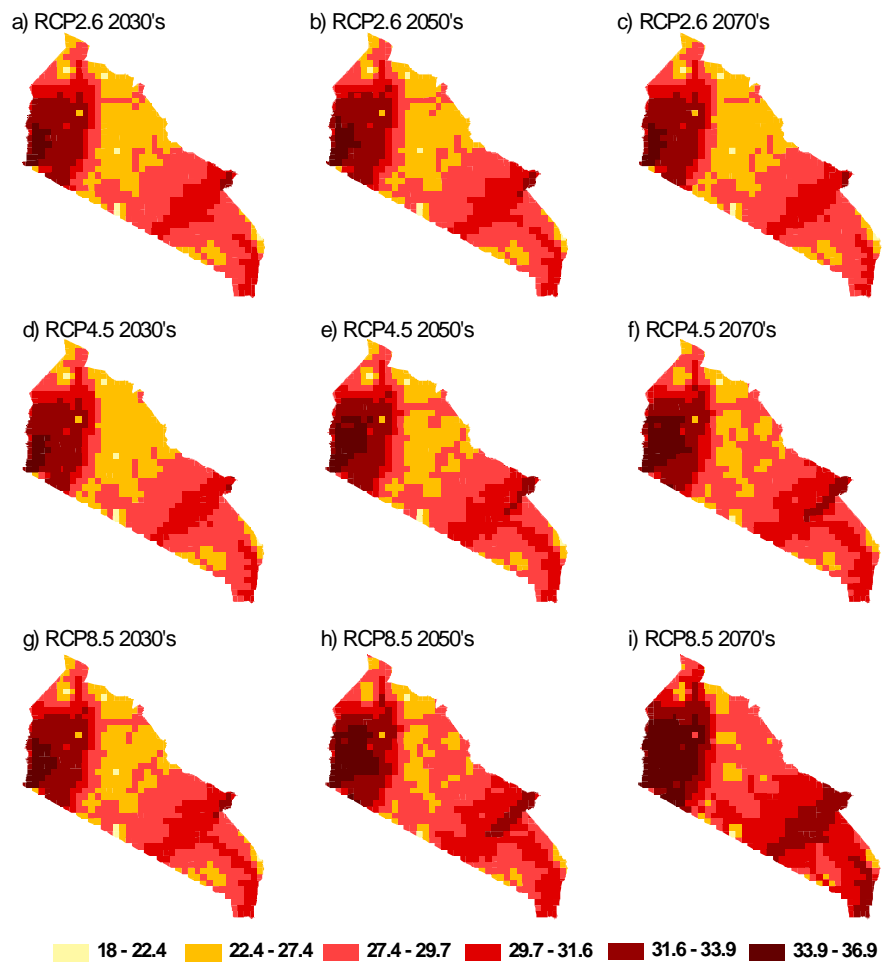 a) RCP2.6 2030's b) RCP2.6 2050's c) RCP2.6 2070's
d) RCP4.5 2030's e) RCP4.5 2050's f) RCP4.5 2070's
g) RCP8.5 2030's h) RCP8.5 2050's i) RCP8.5 2070's
18 - 22.4 22.4 - 27.4 27.4 - 29.7 29.7 - 31.6 31.6 - 33.9 33.9 - 36.9